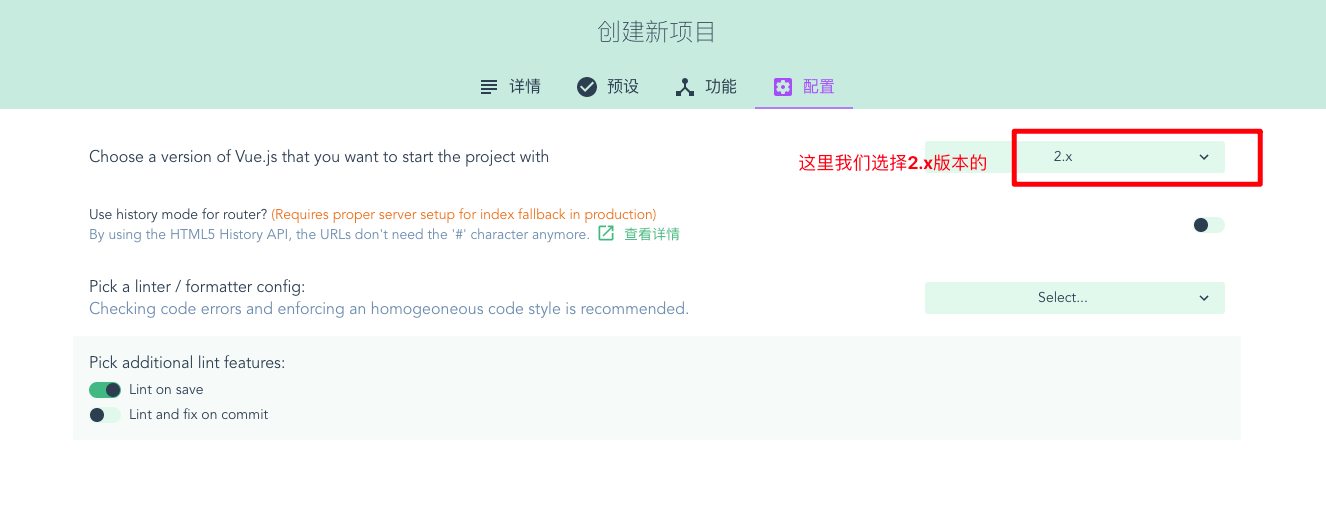 创建新项目
详情 预设 功能 配置
Choose a version of Vue.js that you want to start the project with
这里我们选择2.x版本的
2.x
Use history mode for router? (Requires proper server setup for index fallback in production)
By using the HTML5 History API, the URLs don't need the '#' character anymore. 查看详情
Pick a linter / formatter config:
Checking code errors and enforcing an homogeneous code style is recommended.
Select...
Pick additional lint features:
Lint on save
Lint and fix on commit